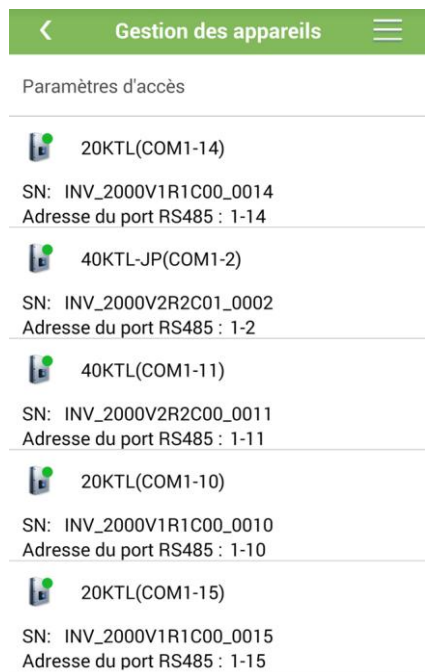 Gestion des appareils
Paramètres d'accès
20KTL(COM1-14)
SN: INV_2000V1R1C00_0014
Adresse du port RS485 : 1-14
40KTL-JP(COM1-2)
SN: INV_2000V2R2C01_0002
Adresse du port RS485 : 1-2
40KTL(COM1-11)
SN: INV_2000V2R2C00_0011
Adresse du port RS485 : 1-11
20KTL(COM1-10)
SN: INV_2000V1R1C00_0010
Adresse du port RS485 : 1-10
20KTL(COM1-15)
SN: INV_2000V1R1C00_0015
Adresse du port RS485 : 1-15